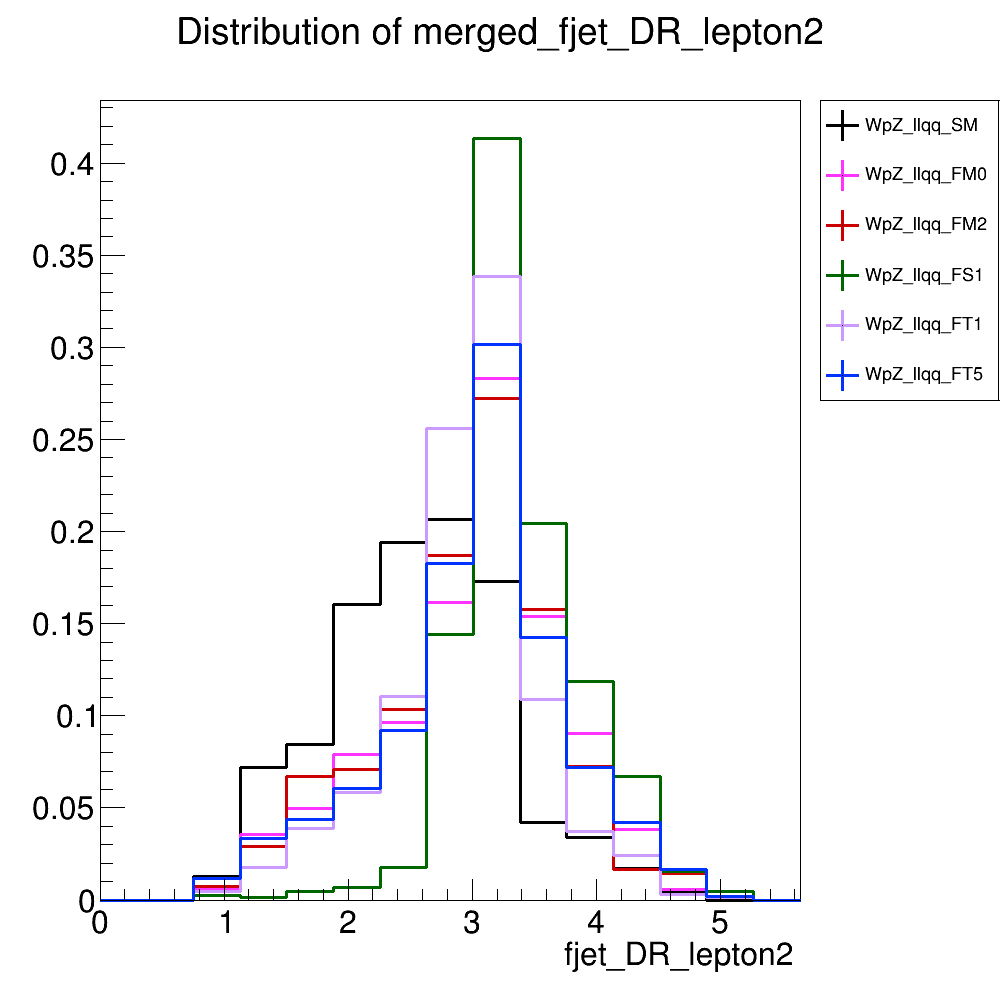 Distribution of merged_fjet_DR_lepton2
WpZ_llqq_SM
WpZ_llqq_FM0
WpZ_llqq_FM2
WpZ_llqq_FS1
WpZ_llqq_FT1
WpZ_llqq_FT5
0.4
0.35
0.3
0.25
0.2
0.15
0.1
0.05
0
0 1 2 3 4 5
fjet_DR_lepton2